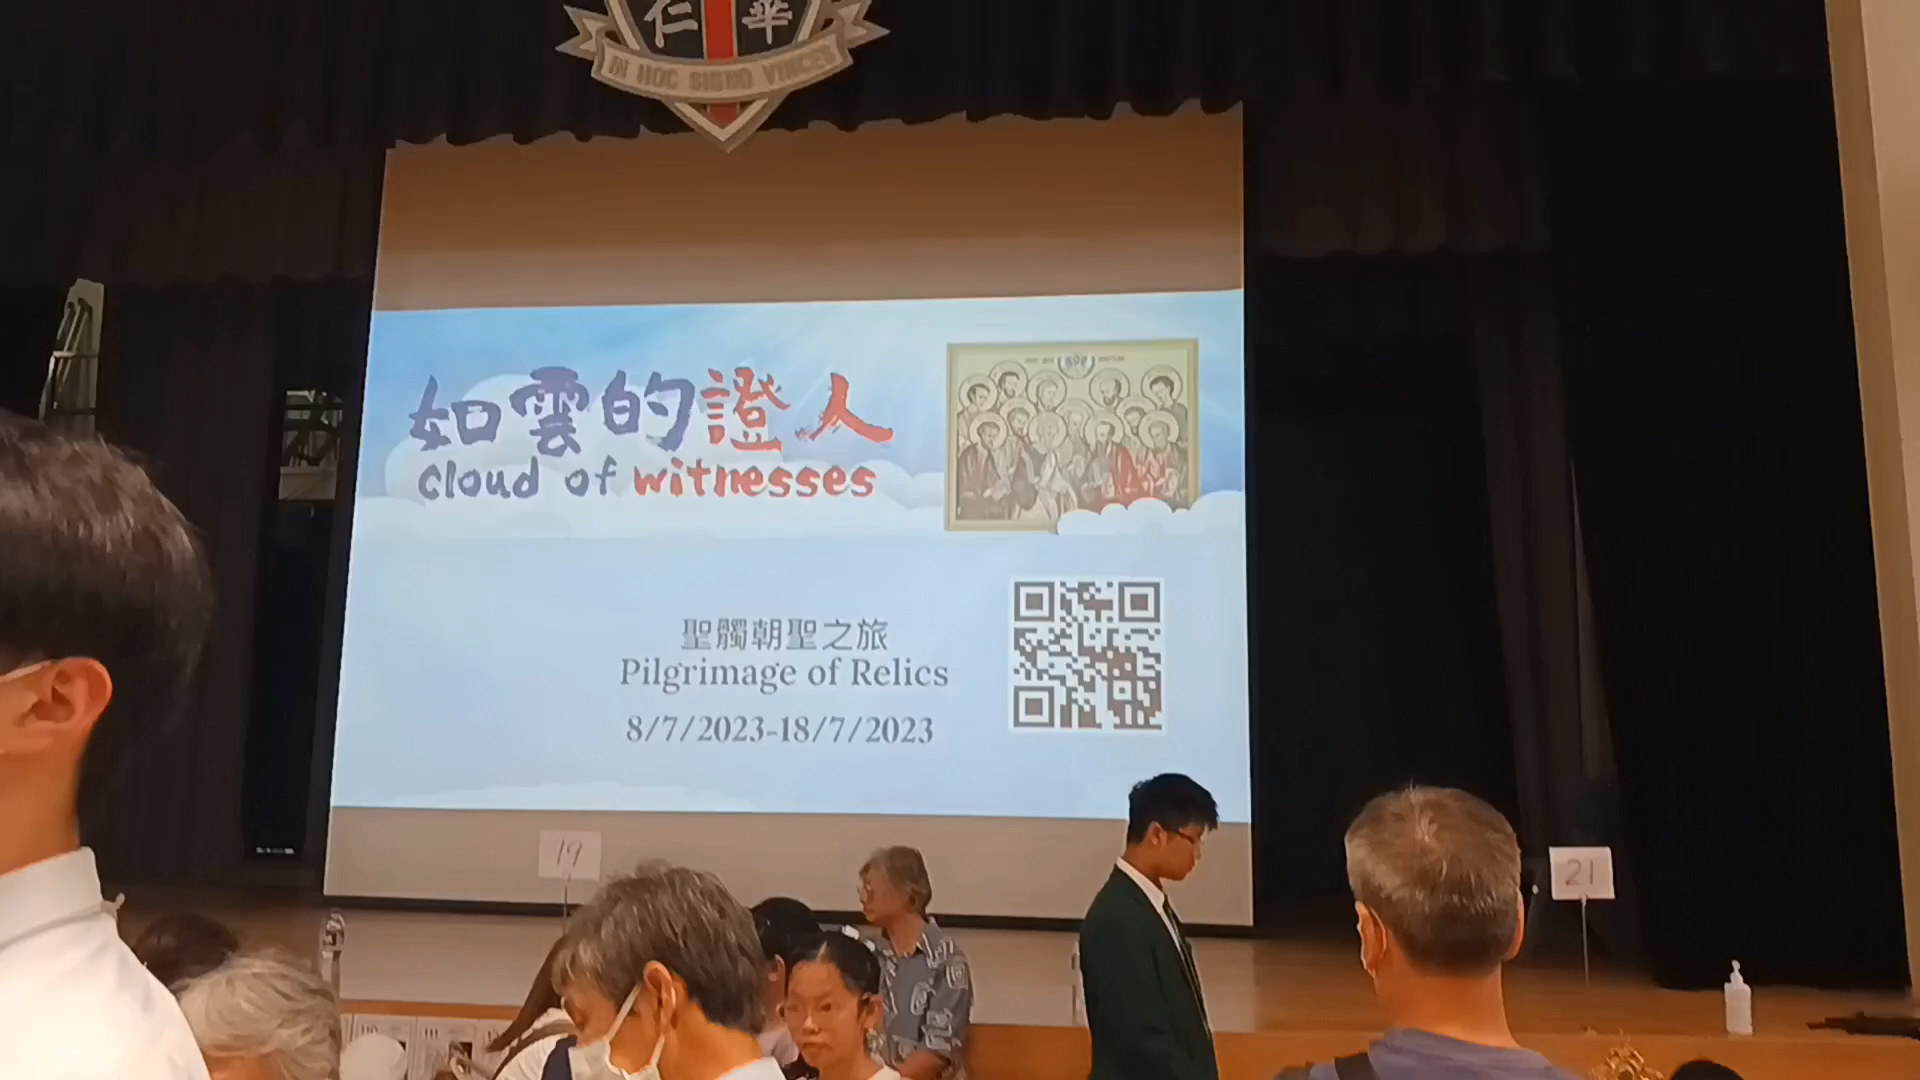 仁 華
IN HOC SIGNO VINCES
如雲的證人
cloud of witnesses
聖髑朝聖之旅
Pilgrimage of Relics
8/7/2023-18/7/2023
19
21